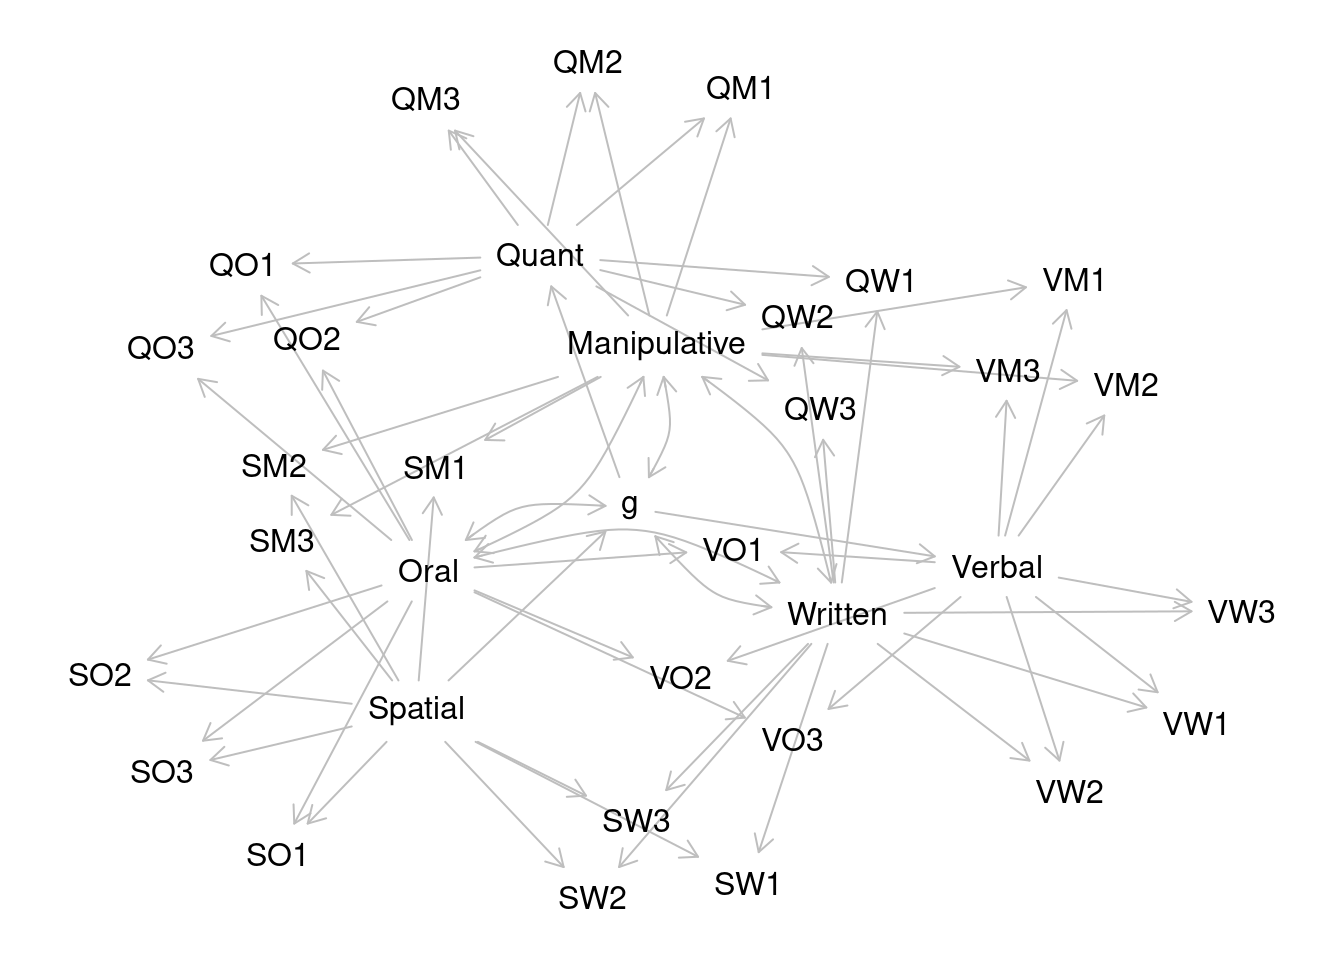 QM2
QM1
QM3
Quant
QO1
QW1
VM1
QW2
QO2
QO3
Manipulative
VM3
VM2
QW3
SM2
SM1
g
SM3
VO1
Oral
Verbal
Written
VW3
SO2
VO2
Spatial
VW1
VO3
SO3
VW2
SW3
SO1
SW1
SW2